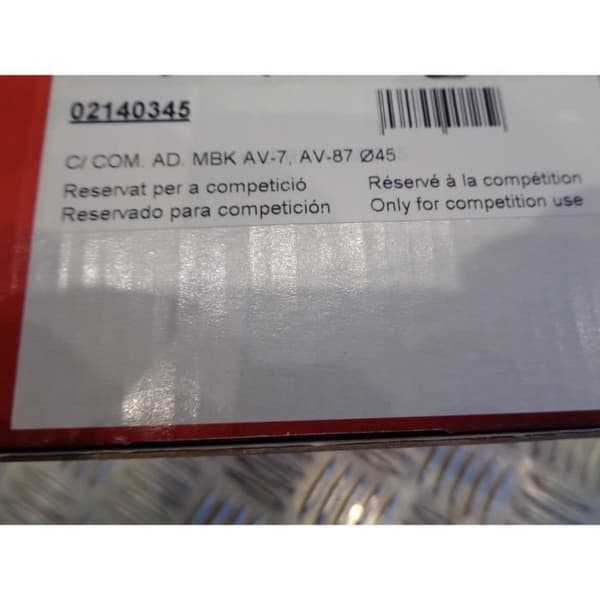 02140345
C/ COM. AD. MBK AV-7, AV-87 Ø45
Reservat per a competició
Réservé à la compétition
Reservado para competición
Only for competition use